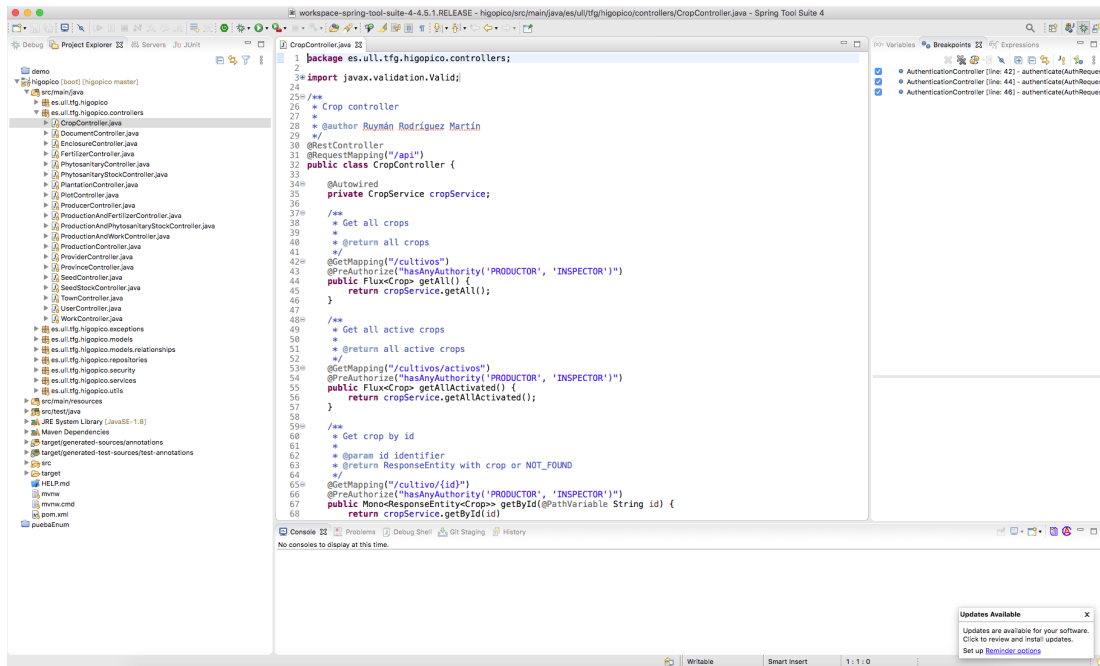 workspace-spring-tool-suite-4-4.5.1.RELEASE - higopico/src/main/java/es/ull/tfg/higopico/controllers/CropController.java - Spring Tool Suite 4
Debug Project Explorer Servers JUnit
demo
higopico [boot] [higopico master]
src/main/java
es.ull.tfg.higopico
es.ull.tfg.higopico.controllers
CropController.java
DocumentController.java
EnclosureController.java
FertilizerController.java
PhytosanitaryController.java
PhytosanitaryStockController.java
PlantationController.java
PlotController.java
ProducerController.java
ProductionAndFertilizerController.java
ProductionAndPhytosanitaryStockController.java
ProductionAndWorkController.java
ProductionController.java
ProviderController.java
ProvinceController.java
SeedController.java
SeedStockController.java
TownController.java
UserController.java
WorkController.java
es.ull.tfg.higopico.exceptions
es.ull.tfg.higopico.models
es.ull.tfg.higopico.models.relationships
es.ull.tfg.higopico.repositories
es.ull.tfg.higopico.security
es.ull.tfg.higopico.services
es.ull.tfg.higopico.utils
src/main/resources
src/test/java
JRE System Library [JavaSE-1.8]
Maven Dependencies
target/generated-sources/annotations
target/generated-test-sources/test-annotations
src
target
HELP.md
mvnw
mvnw.cmd
pom.xml
puebaEnum
CropController.java
1 package es.ull.tfg.higopico.controllers;
2
3 import javax.validation.Valid;
24
25 /**
26 * Crop controller
27 *
28 * @author Ruymán Rodríguez Martín
29 */
30 @RestController
31 @RequestMapping("/api")
32 public class CropController {
33
34 @Autowired
35 private CropService cropService;
36
37 /**
38 * Get all crops
39 *
40 * @return all crops
41 */
42 @GetMapping("/cultivos")
43 @PreAuthorize("hasAnyAuthority('PRODUCTOR', 'INSPECTOR')")
44 public Flux<Crop> getAll() {
45 return cropService.getAll();
46 }
47
48 /**
49 * Get all active crops
50 *
51 * @return all active crops
52 */
53 @GetMapping("/cultivos/activos")
54 @PreAuthorize("hasAnyAuthority('PRODUCTOR', 'INSPECTOR')")
55 public Flux<Crop> getAllActivated() {
56 return cropService.getAllActivated();
57 }
58
59 /**
60 * Get crop by id
61 *
62 * @param id identifier
63 * @return ResponseEntity with crop or NOT_FOUND
64 */
65 @GetMapping("/cultivo/{id}")
66 @PreAuthorize("hasAnyAuthority('PRODUCTOR', 'INSPECTOR')")
67 public Mono<ResponseEntity<Crop>> getById(@PathVariable String id) {
68 return cropService.getById(id)
Variables Breakpoints Expressions
AuthenticationController [line: 42] - authenticate(AuthReques
AuthenticationController [line: 44] - authenticate(AuthReques
AuthenticationController [line: 46] - authenticate(AuthReques
Console Problems Debug Shell Git Staging History
No consoles to display at this time.
Updates Available x
Updates are available for your software.
Click to review and install updates.
Set up Reminder options
Writable Smart Insert 1 : 1 : 0